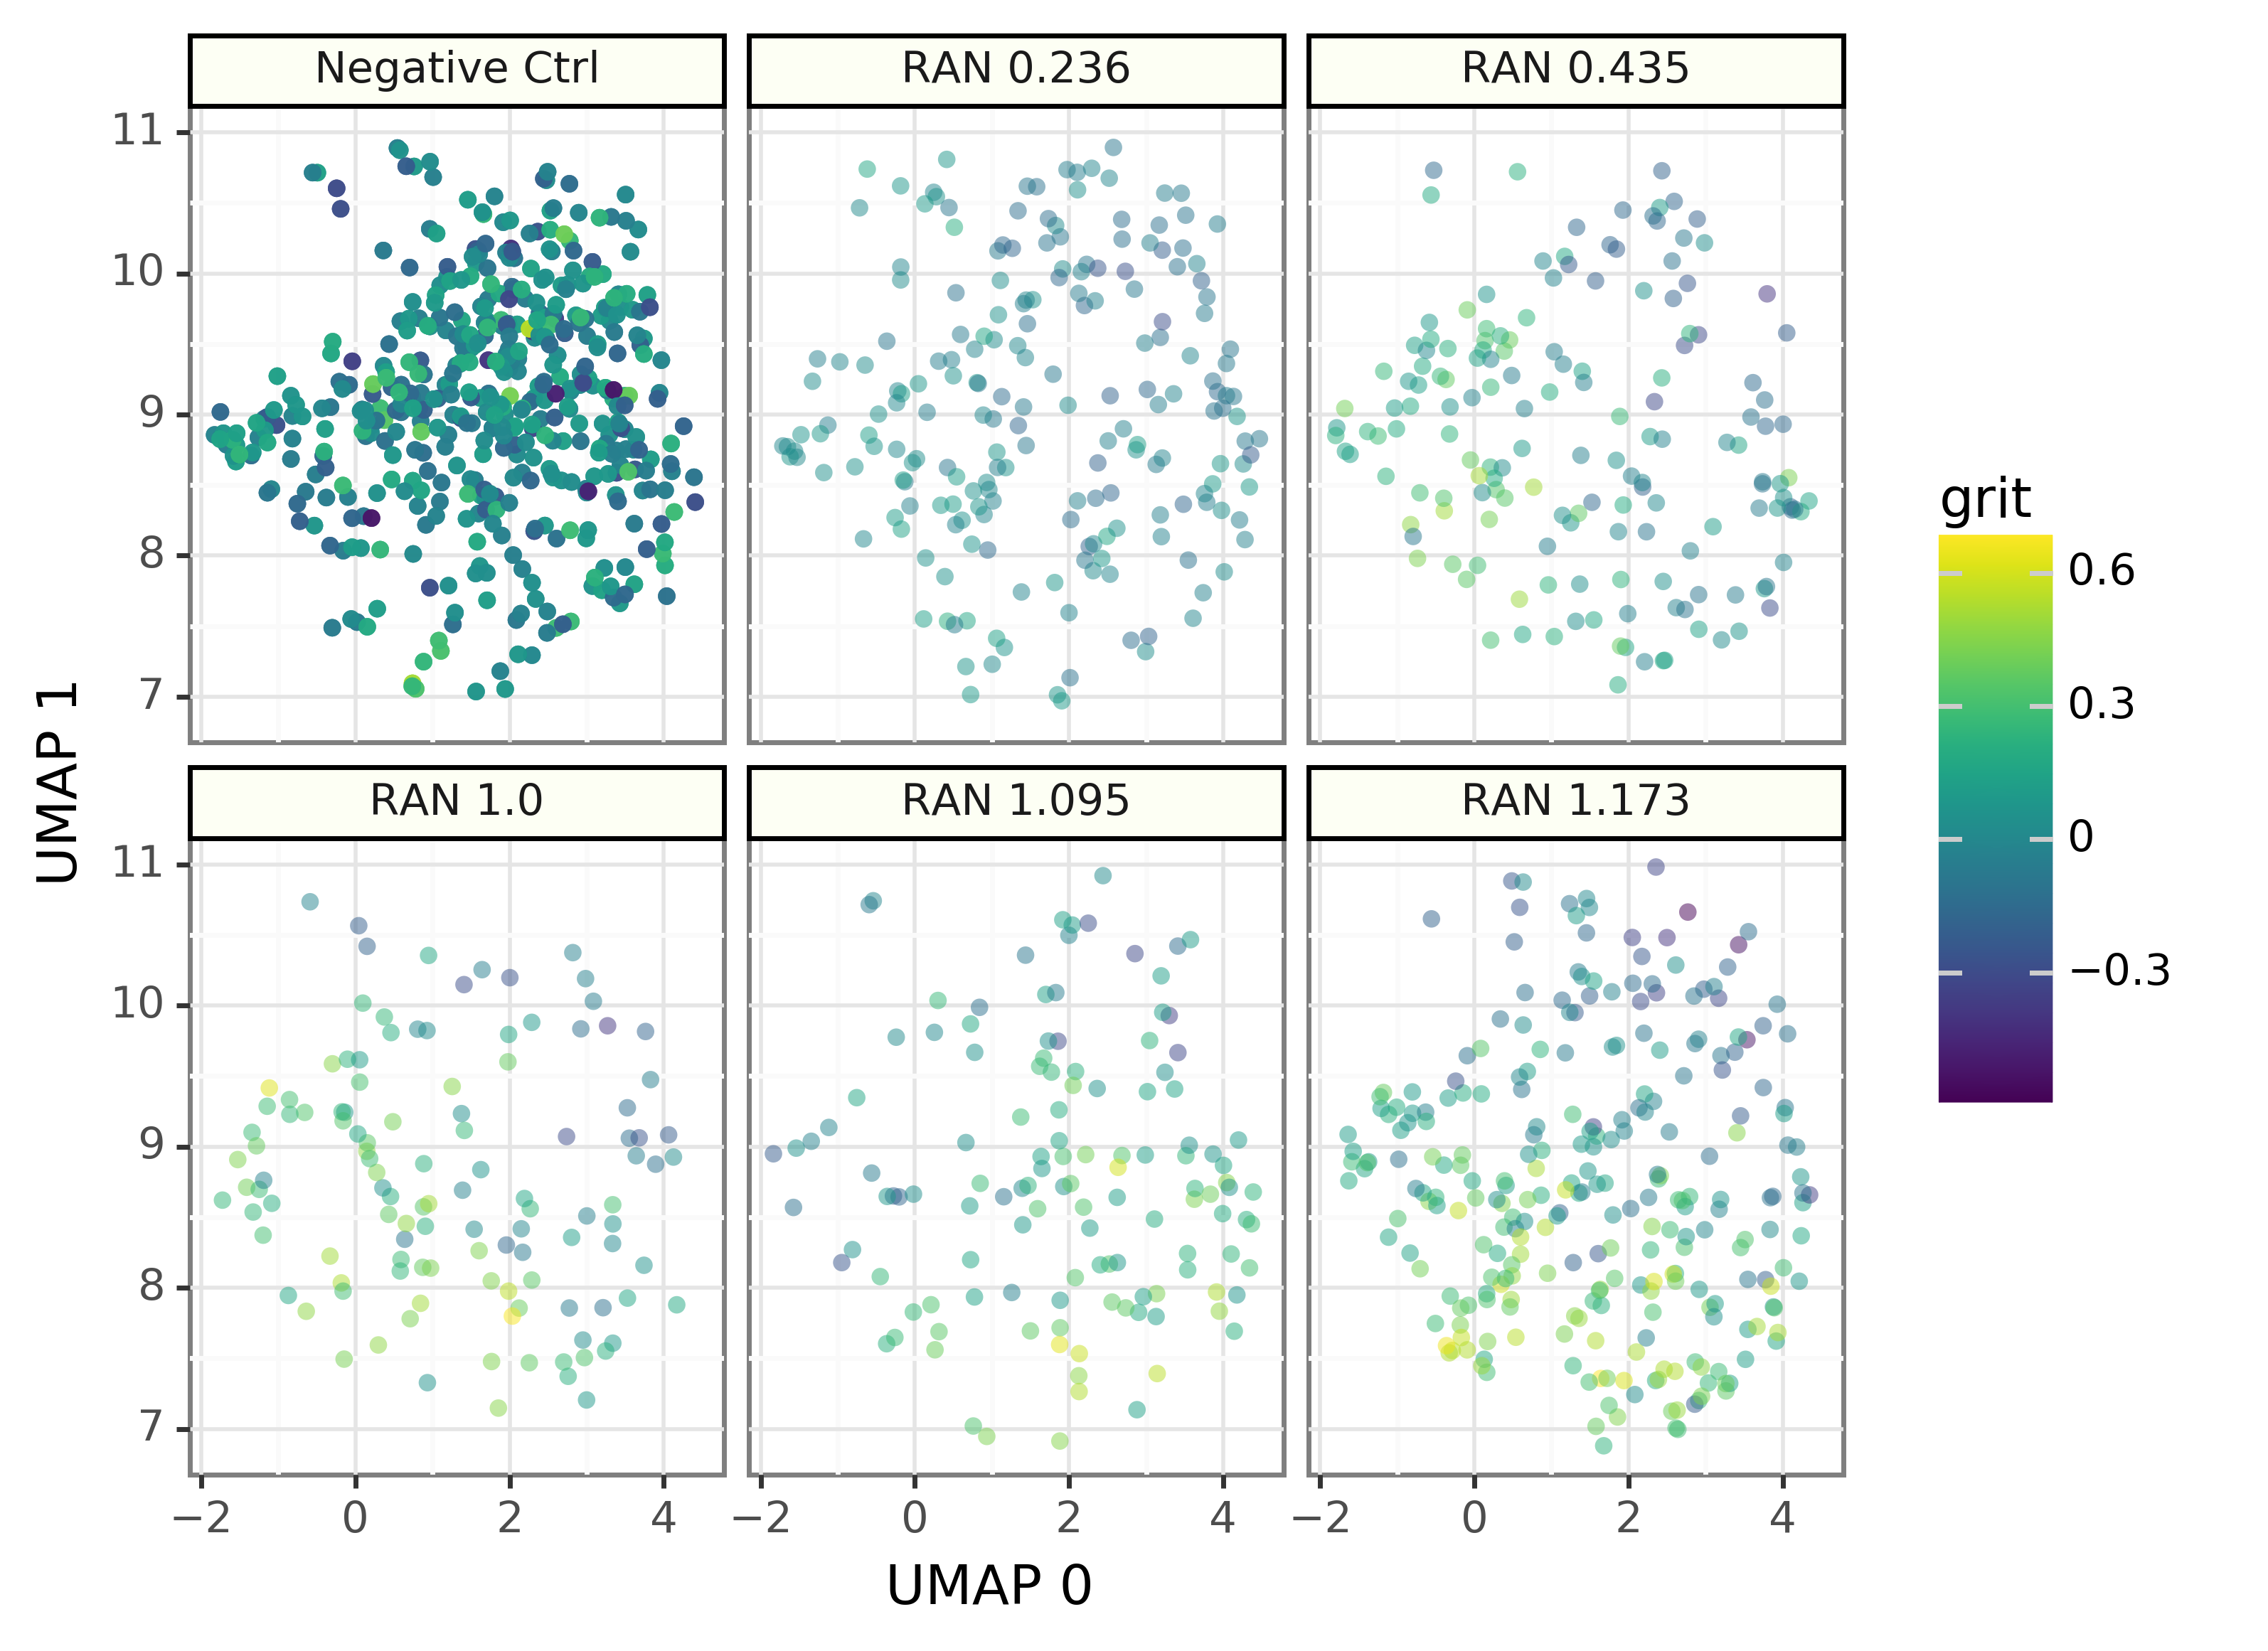 Negative Ctrl
RAN 0.236
RAN 0.435
11
10
9
8
7
RAN 1.0
RAN 1.095
RAN 1.173
11
10
9
8
7
−2 0 2 4
−2 0 2 4
−2 0 2 4
UMAP 0
UMAP 1
grit
0.6
0.3
0
−0.3